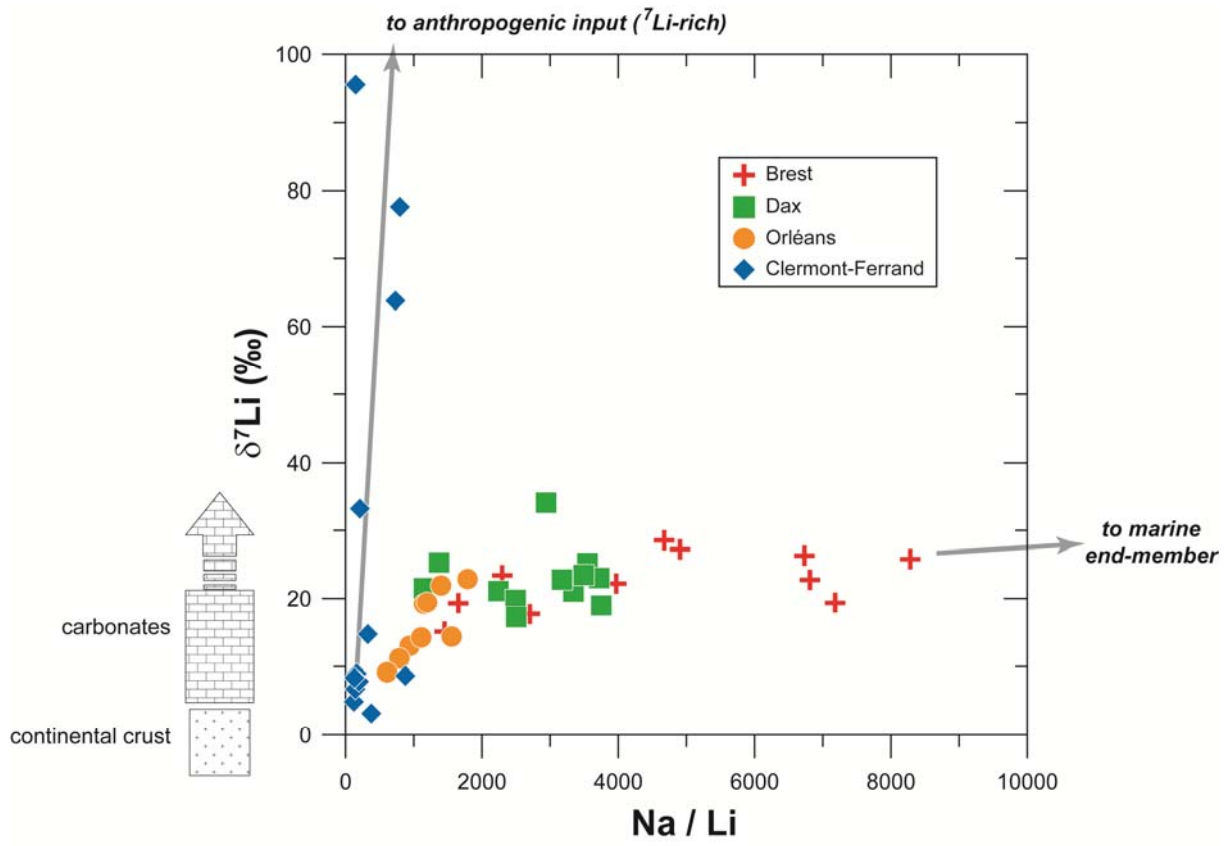 to anthropogenic input (⁷Li-rich)
100
80
60
40
20
0
δ⁷Li (‰)
Brest
Dax
Orléans
Clermont-Ferrand
to marine
end-member
carbonates
continental crust
0 2000 4000 6000 8000 10000
Na / Li